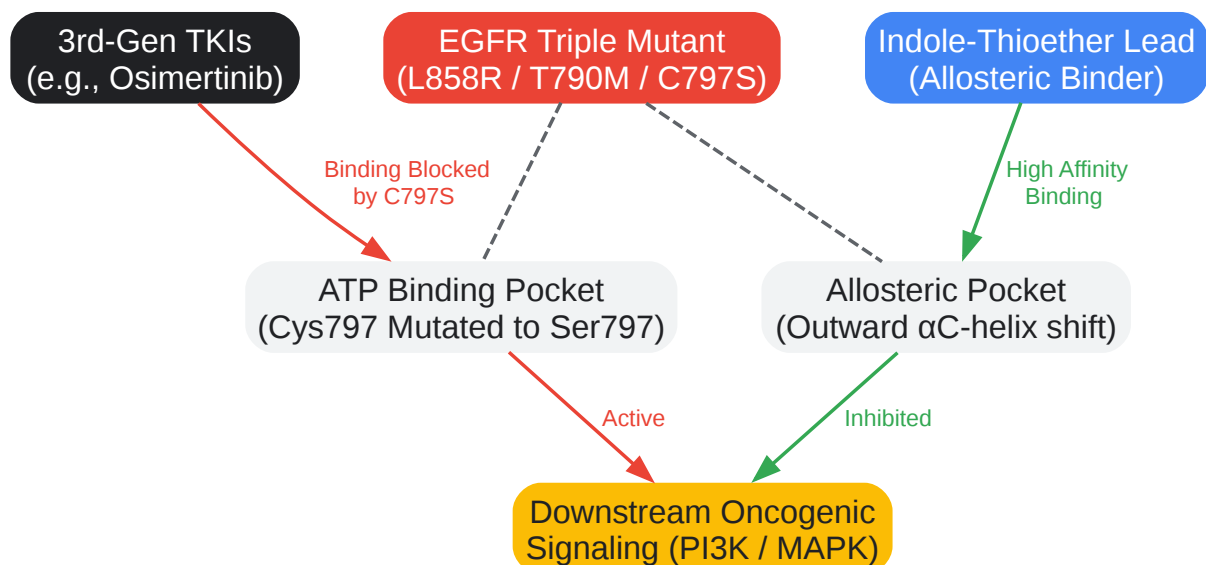 3rd-Gen TKIs
(e.g., Osimertinib)
EGFR Triple Mutant
(L858R / T790M / C797S)
Indole-Thioether Lead
(Allosteric Binder)
Binding Blocked
by C797S
High Affinity
Binding
ATP Binding Pocket
(Cys797 Mutated to Ser797)
Allosteric Pocket
(Outward αC-helix shift)
Active
Inhibited
Downstream Oncogenic
Signaling (PI3K / MAPK)